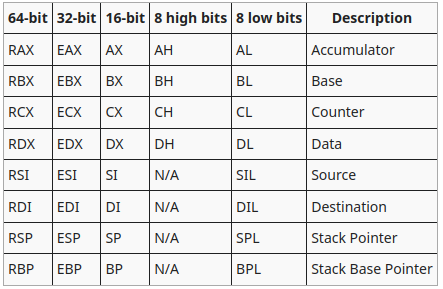 64-bit 32-bit 16-bit 8 high bits 8 low bits Description
RAX EAX AX AH AL Accumulator
RBX EBX BX BH BL Base
RCX ECX CX CH CL Counter
RDX EDX DX DH DL Data
RSI ESI SI N/A SIL Source
RDI EDI DI N/A DIL Destination
RSP ESP SP N/A SPL Stack Pointer
RBP EBP BP N/A BPL Stack Base Pointer